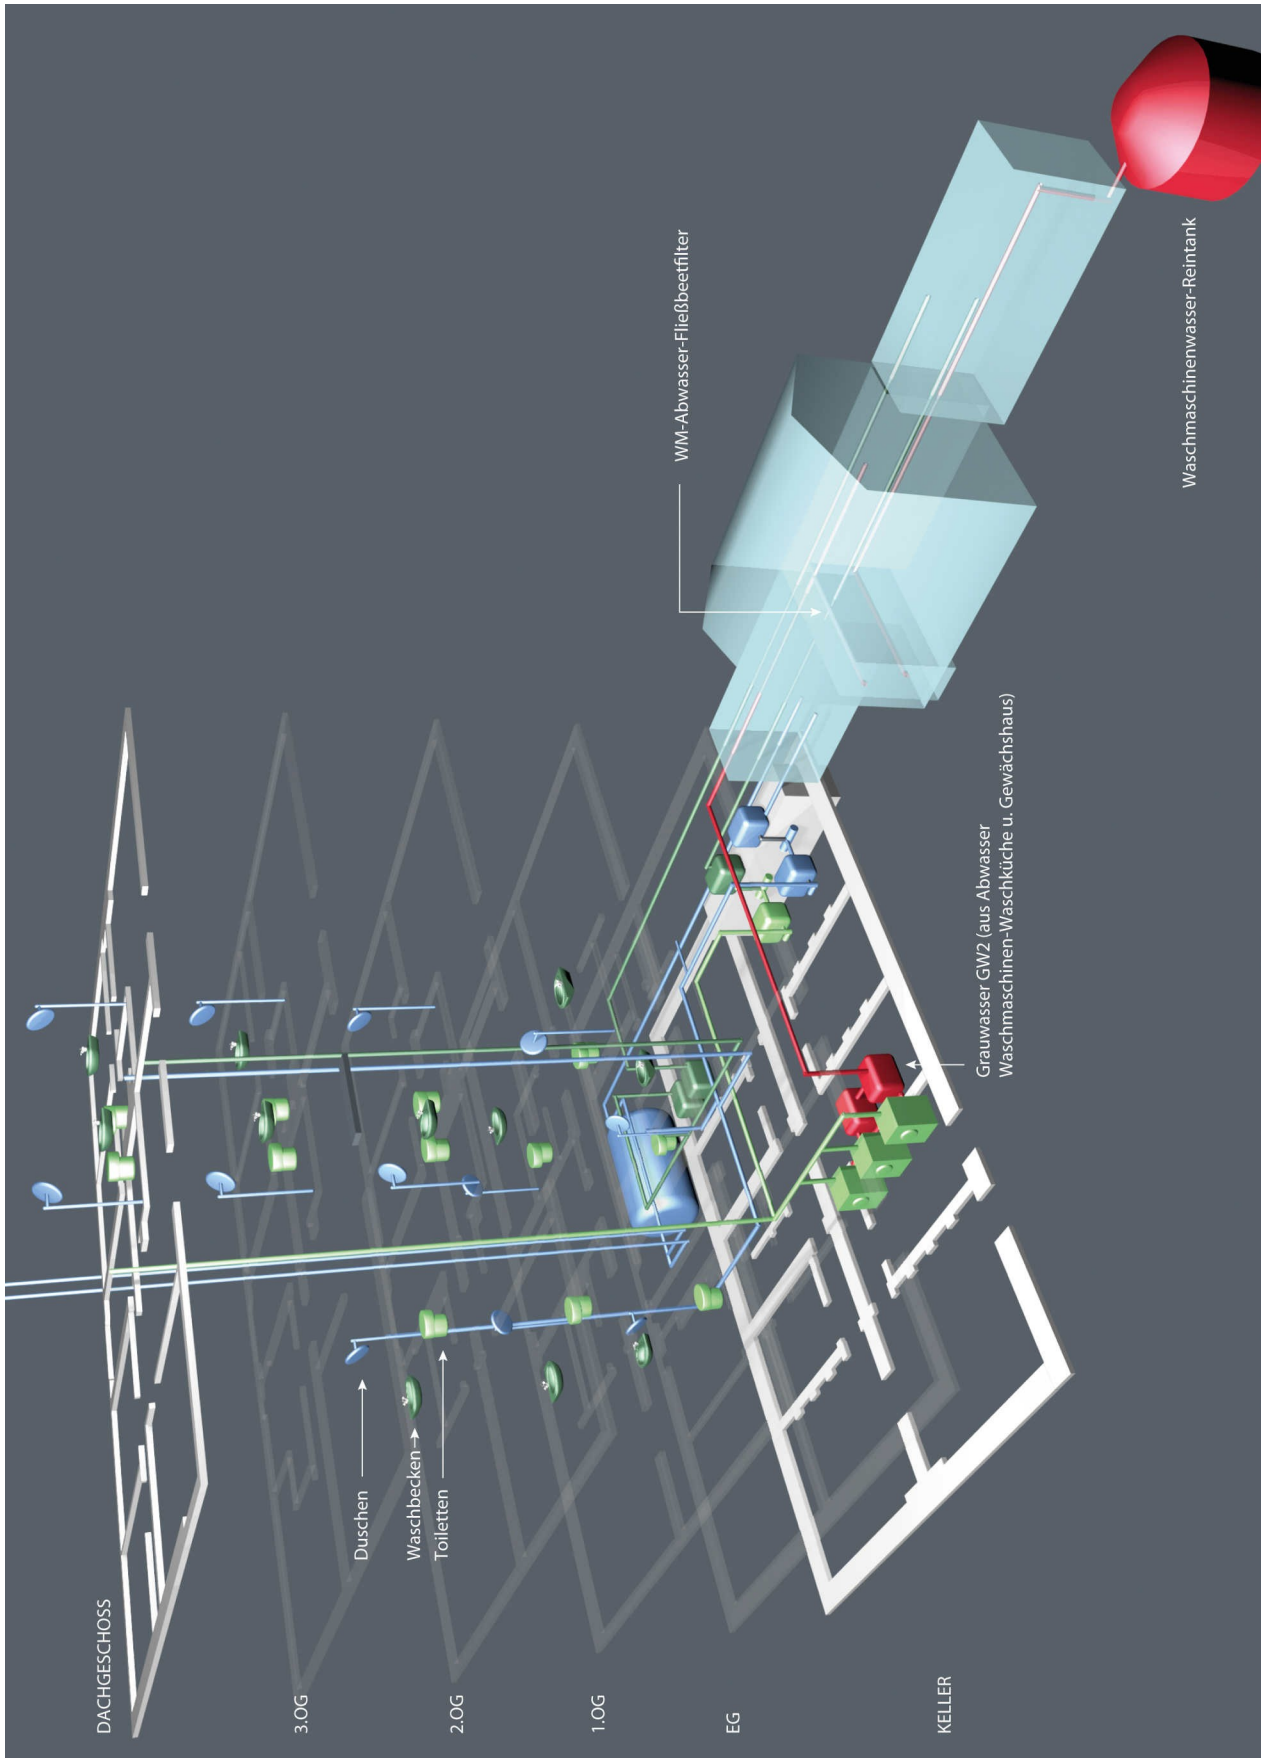 DACHGESCHOSS
3.OG
2.OG
1.OG
EG
KELLER
Duschen
Waschbecken
Toiletten
WM-Abwasser-Fließbeetfilter
Grauwasser GW2 (aus Abwasser
Waschmaschinen-Waschküche u. Gewächshaus)
Waschmaschinenwasser-Reintank